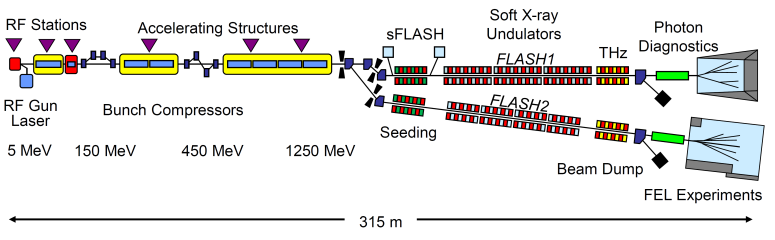 RF Stations
Accelerating Structures
sFLASH
Soft X-ray
Undulators
THz
Photon
Diagnostics
FLASH1
RF Gun
Laser
Bunch Compressors
FLASH2
Seeding
5 MeV
150 MeV
450 MeV
1250 MeV
Beam Dump
FEL Experiments
315 m